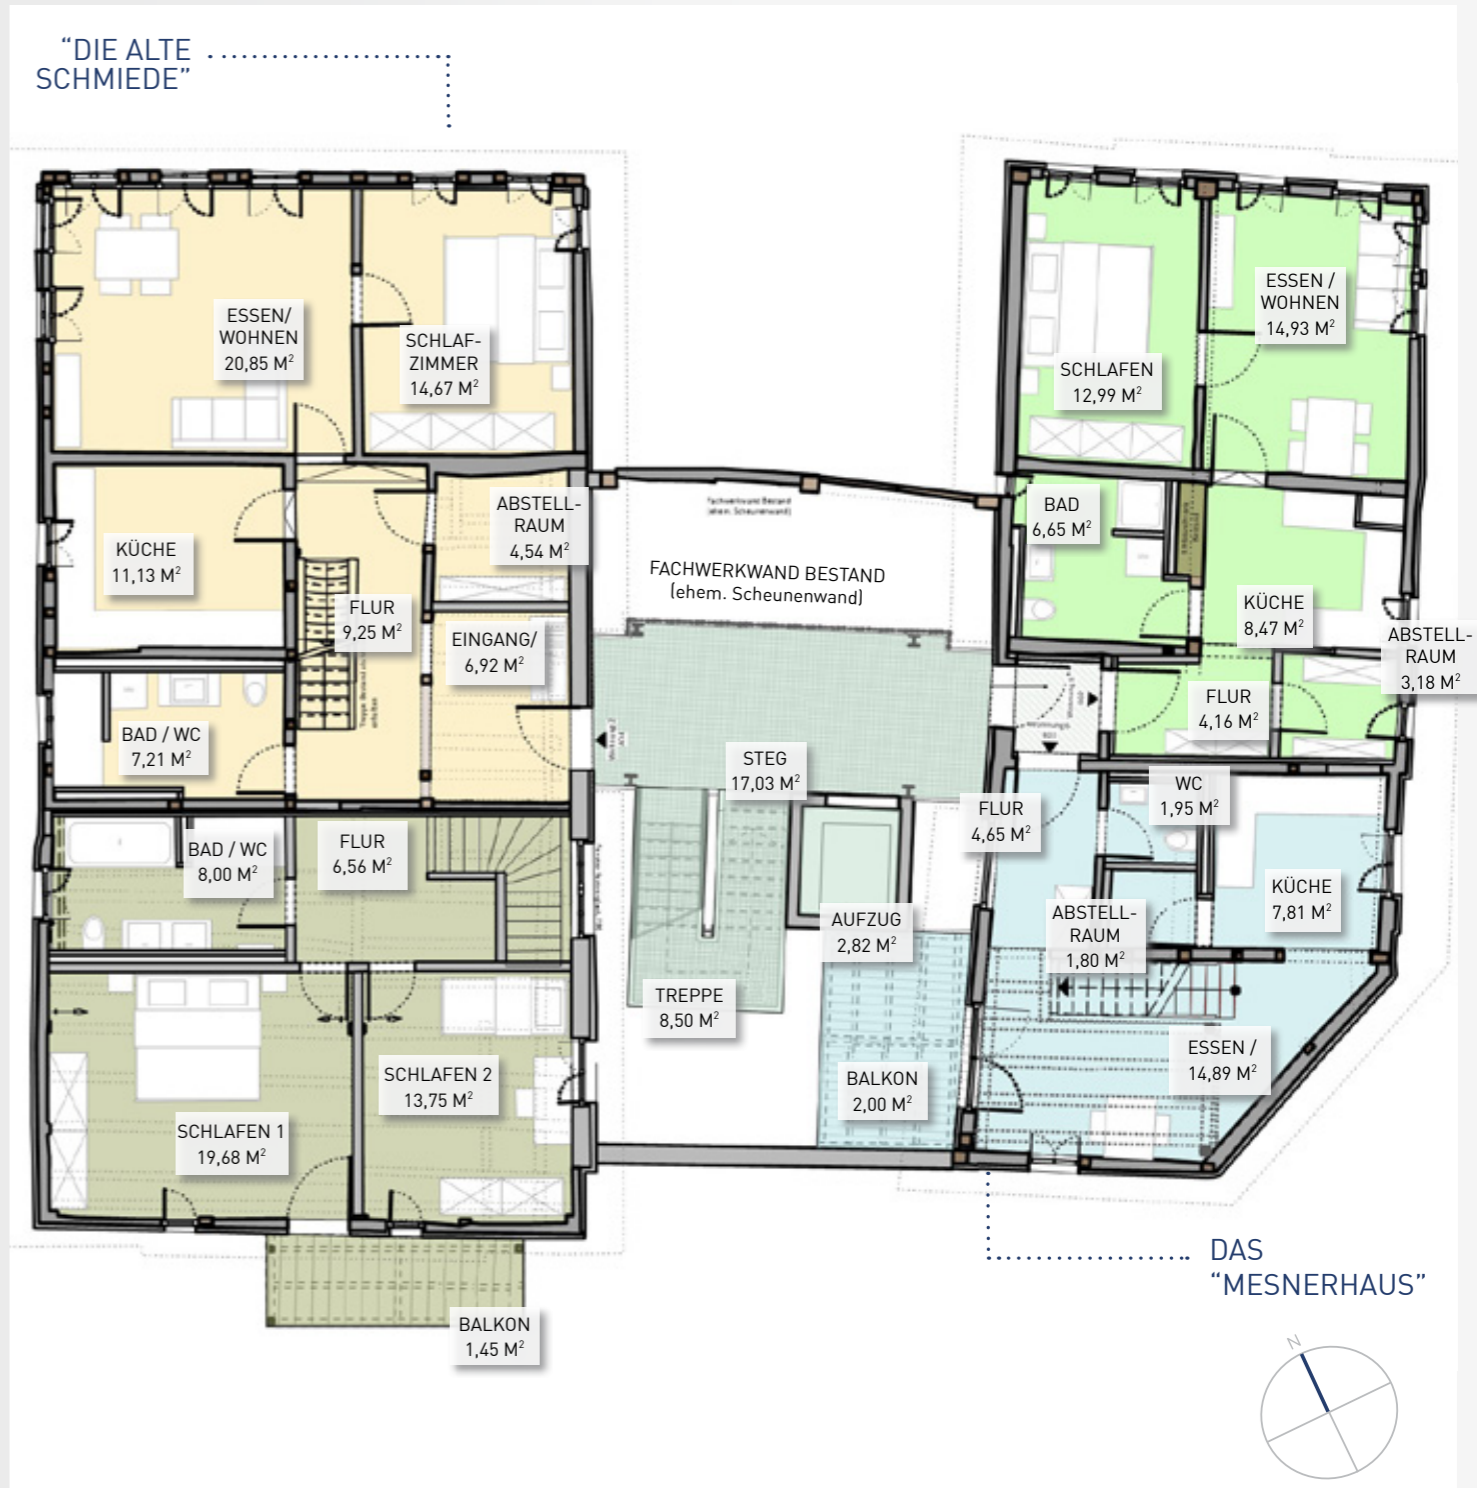 “DIE ALTE
SCHMIEDE”
ESSEN/
WOHNEN
20,85 M²
SCHLAF-
ZIMMER
14,67 M²
ESSEN /
WOHNEN
14,93 M²
SCHLAFEN
12,99 M²
KÜCHE
11,13 M²
ABSTELL-
RAUM
4,54 M²
Fachwerkwand Bestand
(ehem. Scheunenwand)
BAD
6,65 M²
FACHWERKWAND BESTAND
(ehem. Scheunenwand)
FLUR
9,25 M²
EINGANG/
6,92 M²
KÜCHE
8,47 M²
ABSTELL-
RAUM
3,18 M²
FLUR
4,16 M²
BAD / WC
7,21 M²
STEG
17,03 M²
WC
1,95 M²
FLUR
4,65 M²
BAD / WC
8,00 M²
FLUR
6,56 M²
KÜCHE
7,81 M²
AUFZUG
2,82 M²
ABSTELL-
RAUM
1,80 M²
TREPPE
8,50 M²
ESSEN /
14,89 M²
SCHLAFEN 2
13,75 M²
BALKON
2,00 M²
SCHLAFEN 1
19,68 M²
BALKON
1,45 M²
DAS
“MESNERHAUS”
N